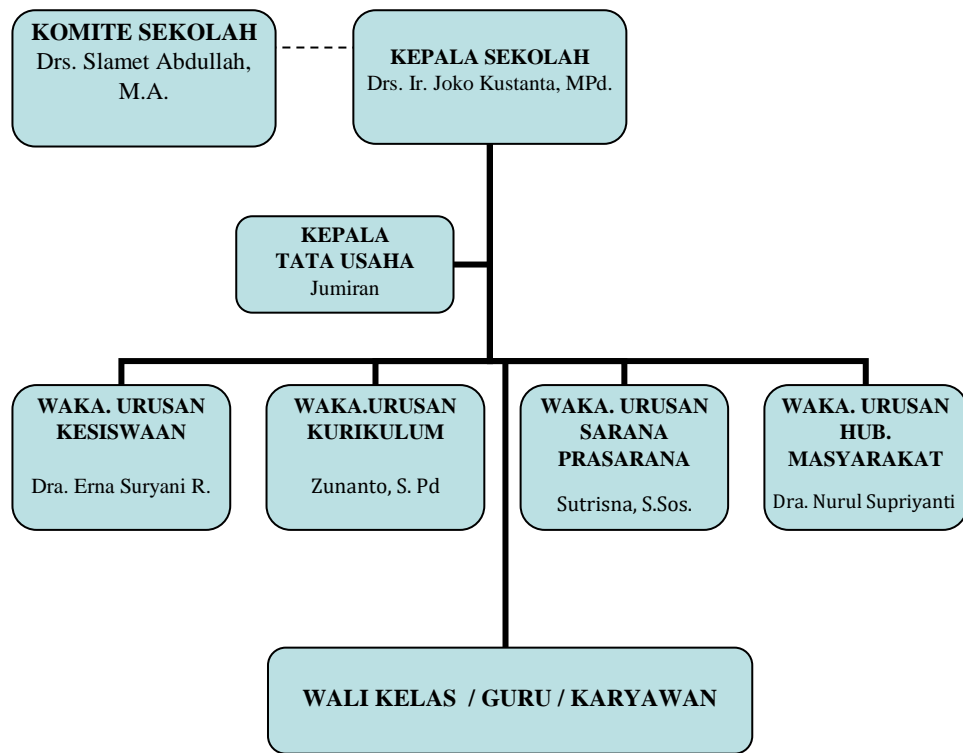 KOMITE SEKOLAH
Drs. Slamet Abdullah,
M.A.
KEPALA SEKOLAH
Drs. Ir. Joko Kustanta, MPd.
KEPALA
TATA USAHA
Jumiran
WAKA. URUSAN
KESISWAAN
Dra. Erna Suryani R.
WAKA.URUSAN
KURIKULUM
Zunanto, S. Pd
WAKA. URUSAN
SARANA
PRASARANA
Sutrisna, S.Sos.
WAKA. URUSAN
HUB.
MASYARAKAT
Dra. Nurul Supriyanti
WALI KELAS / GURU / KARYAWAN